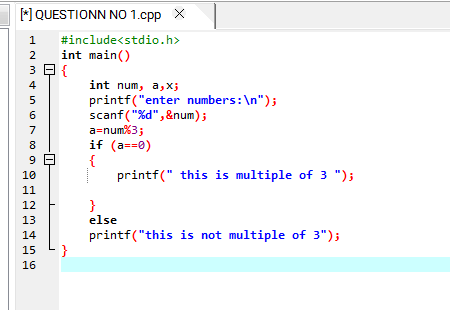 [*] QUESTIONN NO 1.cpp ✕
1 #include<stdio.h>
2 int main()
3 {
4 int num, a,x;
5 printf("enter numbers:\n");
6 scanf("%d",&num);
7 a=num%3;
8 if (a==0)
9 {
10 printf(" this is multiple of 3 ");
11
12 }
13 else
14 printf("this is not multiple of 3");
15 }
16